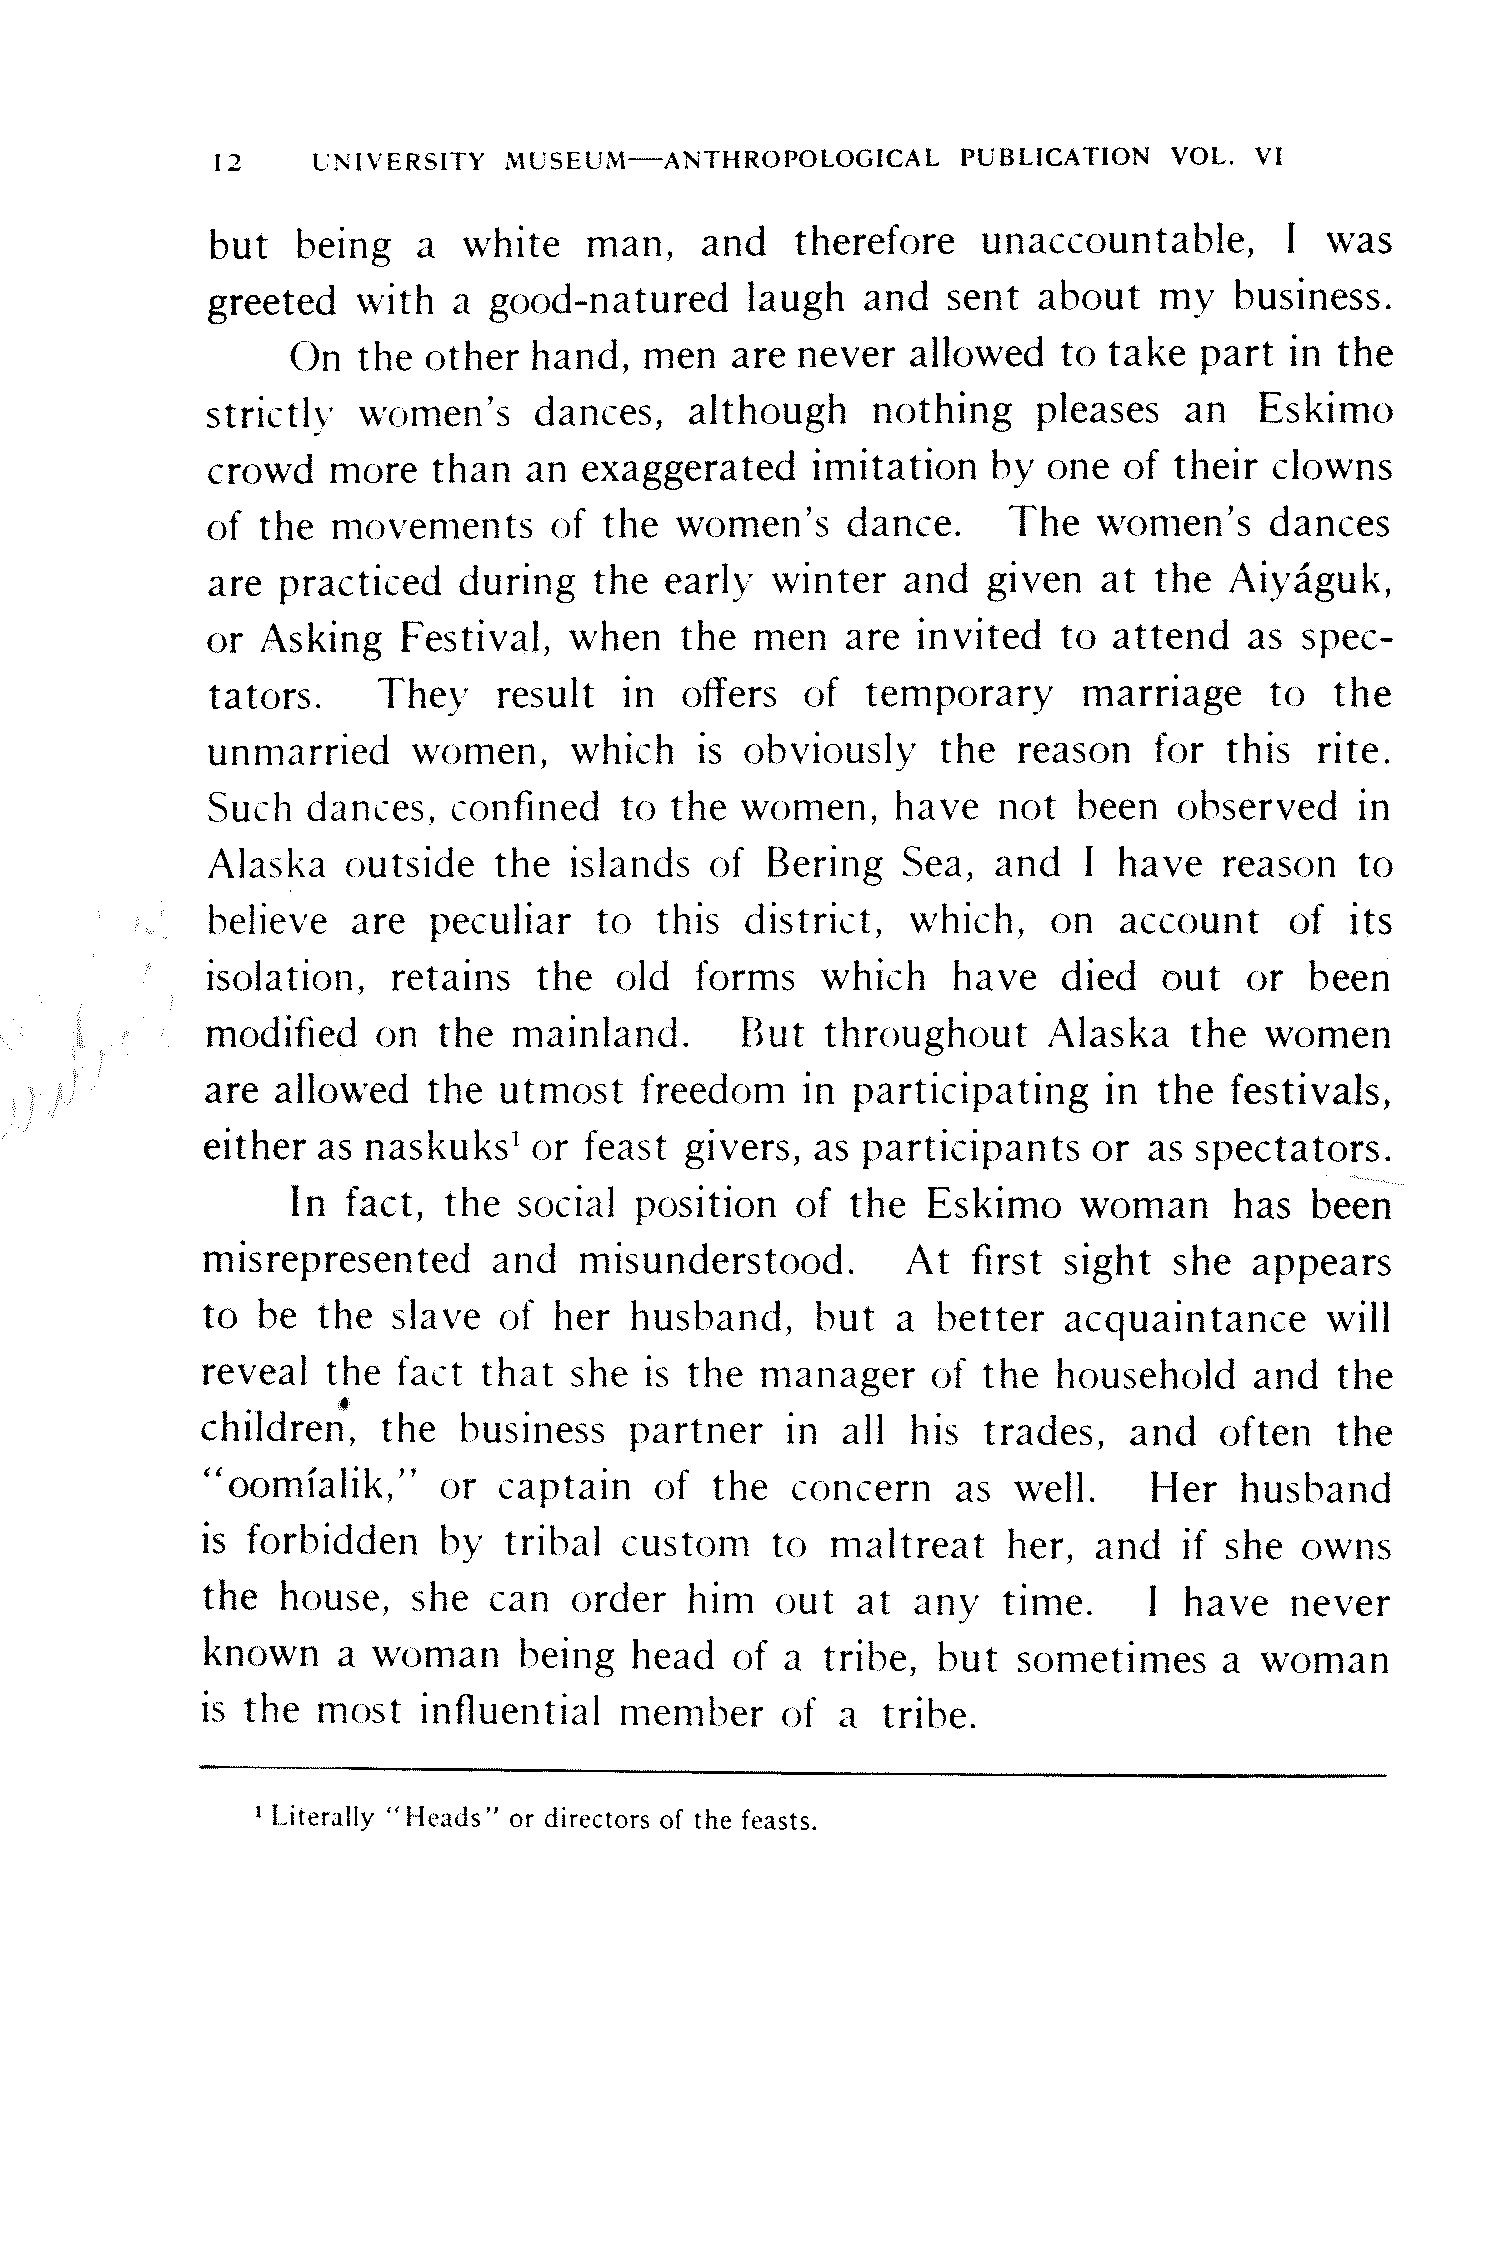 12 UNIVERSITY MUSEUM—ANTHROPOLOGICAL PUBLICATION VOL. VI
but being a white man, and therefore unaccountable, I was
greeted with a good-natured laugh and sent about my business.
On the other hand, men are never allowed to take part in the
strictly women's dances, although nothing pleases an Eskimo
crowd more than an exaggerated imitation by one of their clowns
of the movements of the women's dance. The women's dances
are practiced during the early winter and given at the Aiyáguk,
or Asking Festival, when the men are invited to attend as spec-
tators. They result in offers of temporary marriage to the
unmarried women, which is obviously the reason for this rite.
Such dances, confined to the women, have not been observed in
Alaska outside the islands of Bering Sea, and I have reason to
believe are peculiar to this district, which, on account of its
isolation, retains the old forms which have died out or been
modified on the mainland. But throughout Alaska the women
are allowed the utmost freedom in participating in the festivals,
either as naskuks¹ or feast givers, as participants or as spectators.
In fact, the social position of the Eskimo woman has been
misrepresented and misunderstood. At first sight she appears
to be the slave of her husband, but a better acquaintance will
reveal the fact that she is the manager of the household and the
children, the business partner in all his trades, and often the
"oomíalik," or captain of the concern as well. Her husband
is forbidden by tribal custom to maltreat her, and if she owns
the house, she can order him out at any time. I have never
known a woman being head of a tribe, but sometimes a woman
is the most influential member of a tribe.
¹ Literally "Heads" or directors of the feasts.